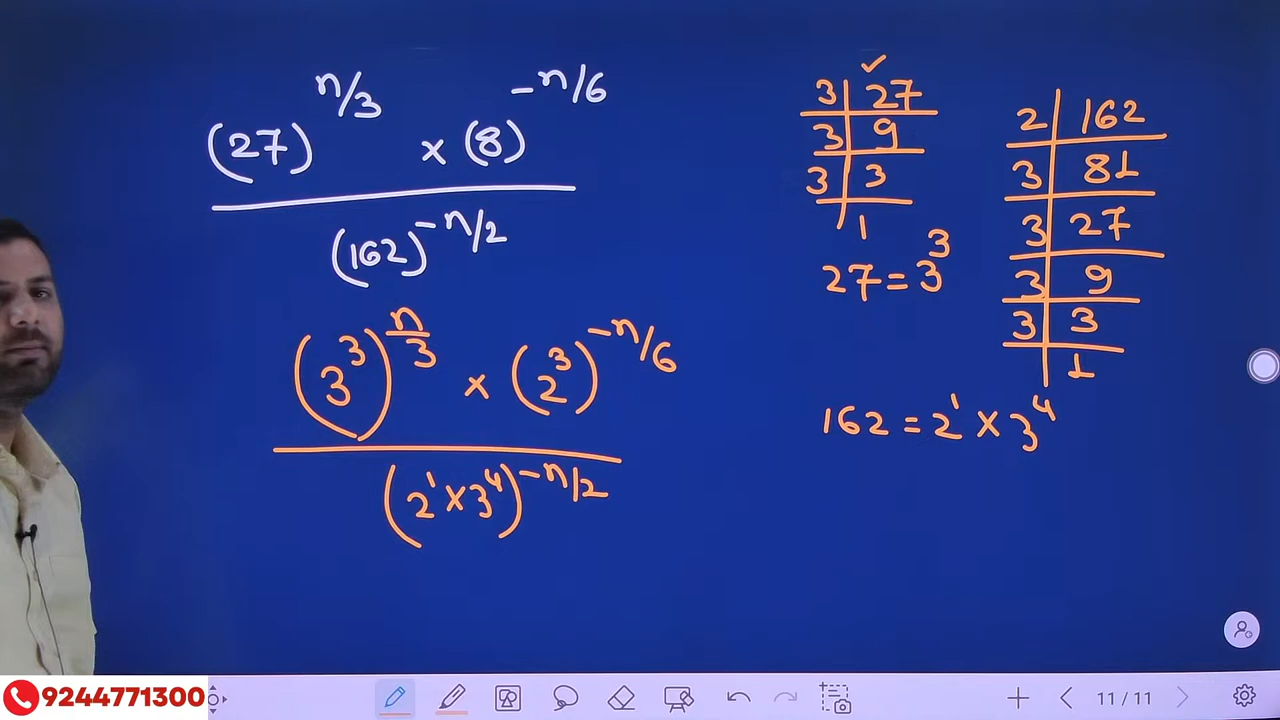 (27)^{n/3} × (8)^{-n/6}
(162)^{-n/2}
(3^3)^{n/3} × (2^3)^{-n/6}
(2^1 × 3^4)^{-n/2}
✓
3 | 27
3 | 9
3 | 3
1
27 = 3^3
2 | 162
3 | 81
3 | 27
3 | 9
3 | 3
1
162 = 2^1 × 3^4
9244771300
11 / 11